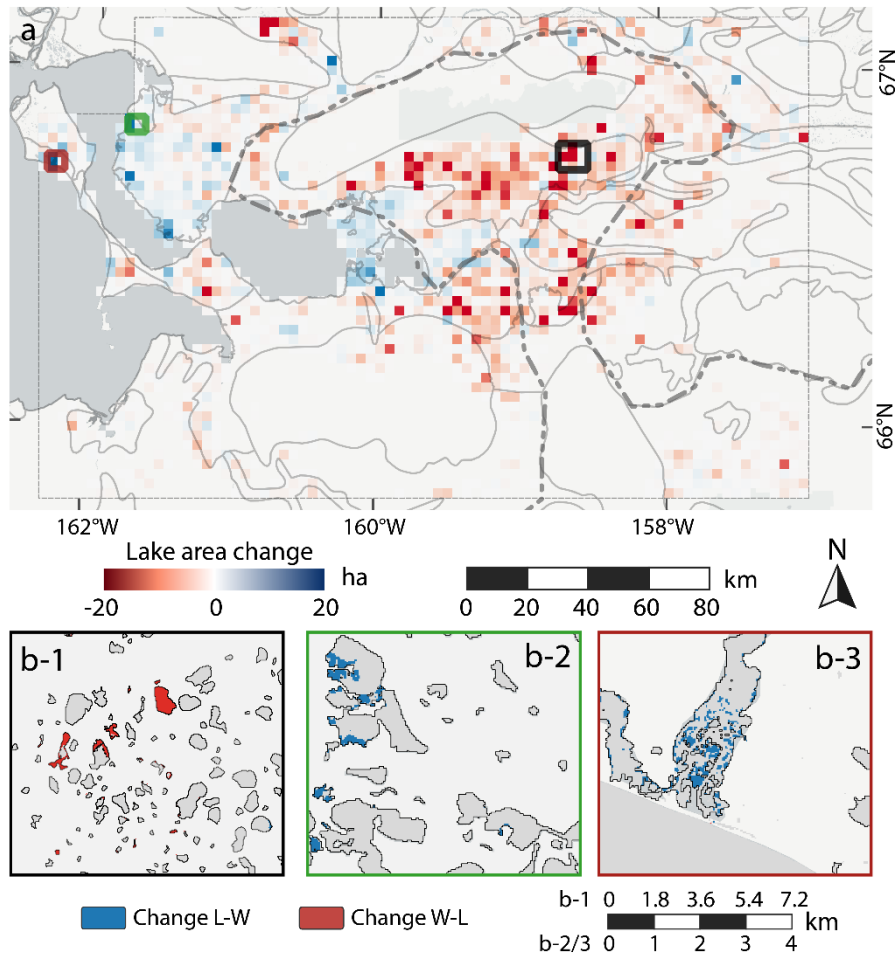 a
67°N
66°N
162°W 160°W 158°W
Lake area change
ha
-20 0 20
km
0 20 40 60 80
N
b-1
b-2
b-3
Change L-W
Change W-L
b-1 0 1.8 3.6 5.4 7.2
km
b-2/3 0 1 2 3 4